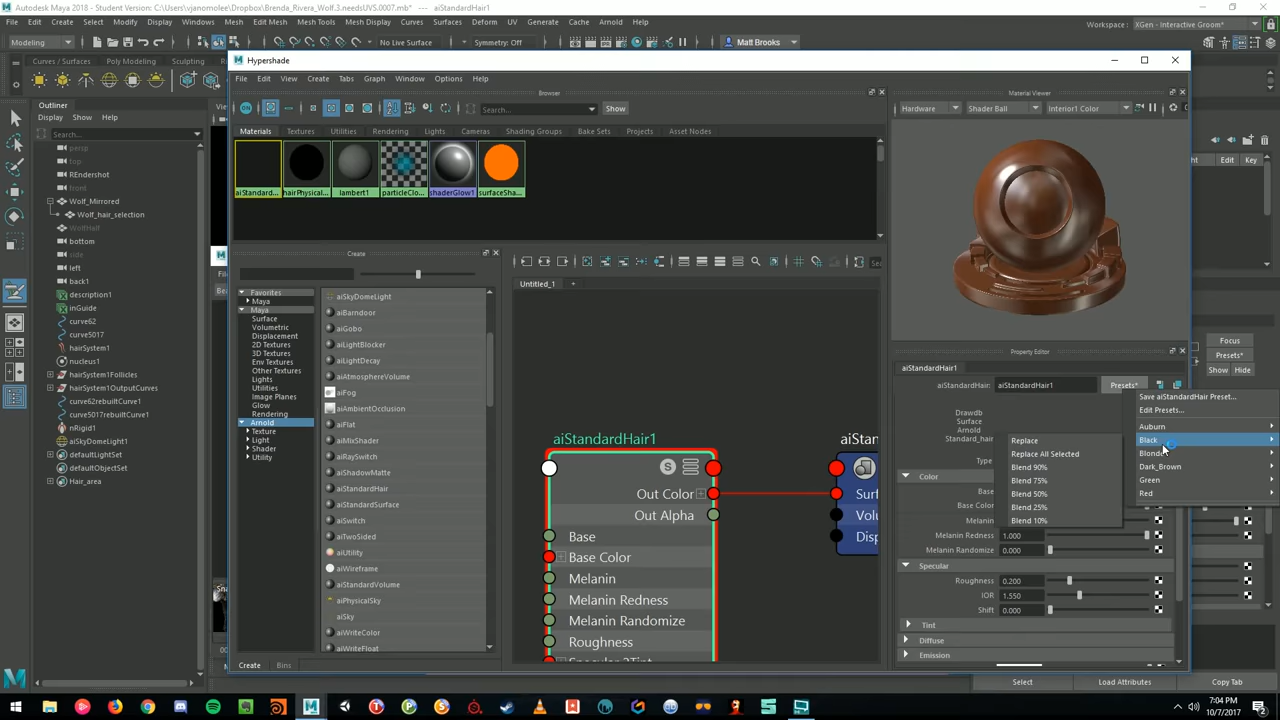 Autodesk Maya 2018 - Student Version: C:\Users\vjanomolee\Dropbox\Brenda_Rivera_Wolf.3.needsUVS.0007.mb* --- aiStandardHair1
File Edit Create Select Modify Display Windows Mesh Edit Mesh Mesh Tools Mesh Display Curves Surfaces Deform UV Generate Cache Arnold Help
Workspace : XGen - Interactive Groom*
Modeling
No Live Surface
Symmetry: Off
Matt Brooks
Curves / Surfaces Poly Modeling Sculpting
Outliner
Display Show Help
Search...
persp
top
REndershot
front
Wolf_Mirrored
Wolf_hair_selection
WolfHalf
bottom
side
left
back1
description1
inGuide
curve62
curve5017
hairSystem1
nucleus1
hairSystem1Follicles
hairSystem1OutputCurves
curve62rebuiltCurve1
curve5017rebuiltCurve1
nRigid1
aiSkyDomeLight1
defaultLightSet
defaultObjectSet
Hair_area
Hypershade
File Edit View Create Tabs Graph Window Options Help
Browser
ON
Search...
Show
Materials Textures Utilities Rendering Lights Cameras Shading Groups Bake Sets Projects Asset Nodes
aiStandard... hairPhysical... lambert1 particleClo... shaderGlow1 surfaceSha...
Create
Favorites
Maya
Maya
Surface
Volumetric
Displacement
2D Textures
3D Textures
Env Textures
Other Textures
Lights
Utilities
Image Planes
Glow
Rendering
Arnold
Texture
Light
Shader
Utility
aiSkyDomeLight
aiBarndoor
aiGobo
aiLightBlocker
aiLightDecay
aiAtmosphereVolume
aiFog
aiAmbientOcclusion
aiFlat
aiMixShader
aiRaySwitch
aiShadowMatte
aiStandardHair
aiStandardSurface
aiSwitch
aiTwoSided
aiUtility
aiWireframe
aiStandardVolume
aiPhysicalSky
aiSky
aiWriteColor
aiWriteFloat
Create Bins
Untitled_1 +
aiStandardHair1
S
Out Color
Out Alpha
Base
Base Color
Melanin
Melanin Redness
Melanin Randomize
Roughness
Material Viewer
Hardware Shader Ball Interior1 Color
Property Editor
aiStandardHair1
aiStandardHair: aiStandardHair1 Presets*
Drawdb
Surface
Arnold
Standard_hair
Type
Color
Base
Base Color
Melanin
Melanin Redness 1.000
Melanin Randomize 0.000
Specular
Roughness 0.200
IOR 1.550
Shift 0.000
Tint
Diffuse
Emission
Replace
Replace All Selected
Blend 90%
Blend 75%
Blend 50%
Blend 25%
Blend 10%
Save aiStandardHair Preset...
Edit Presets...
Auburn
Black
Blonde
Dark_Brown
Green
Red
Edit Key
Focus
Presets*
Show Hide
Select Load Attributes Copy Tab
7:04 PM
10/7/2017